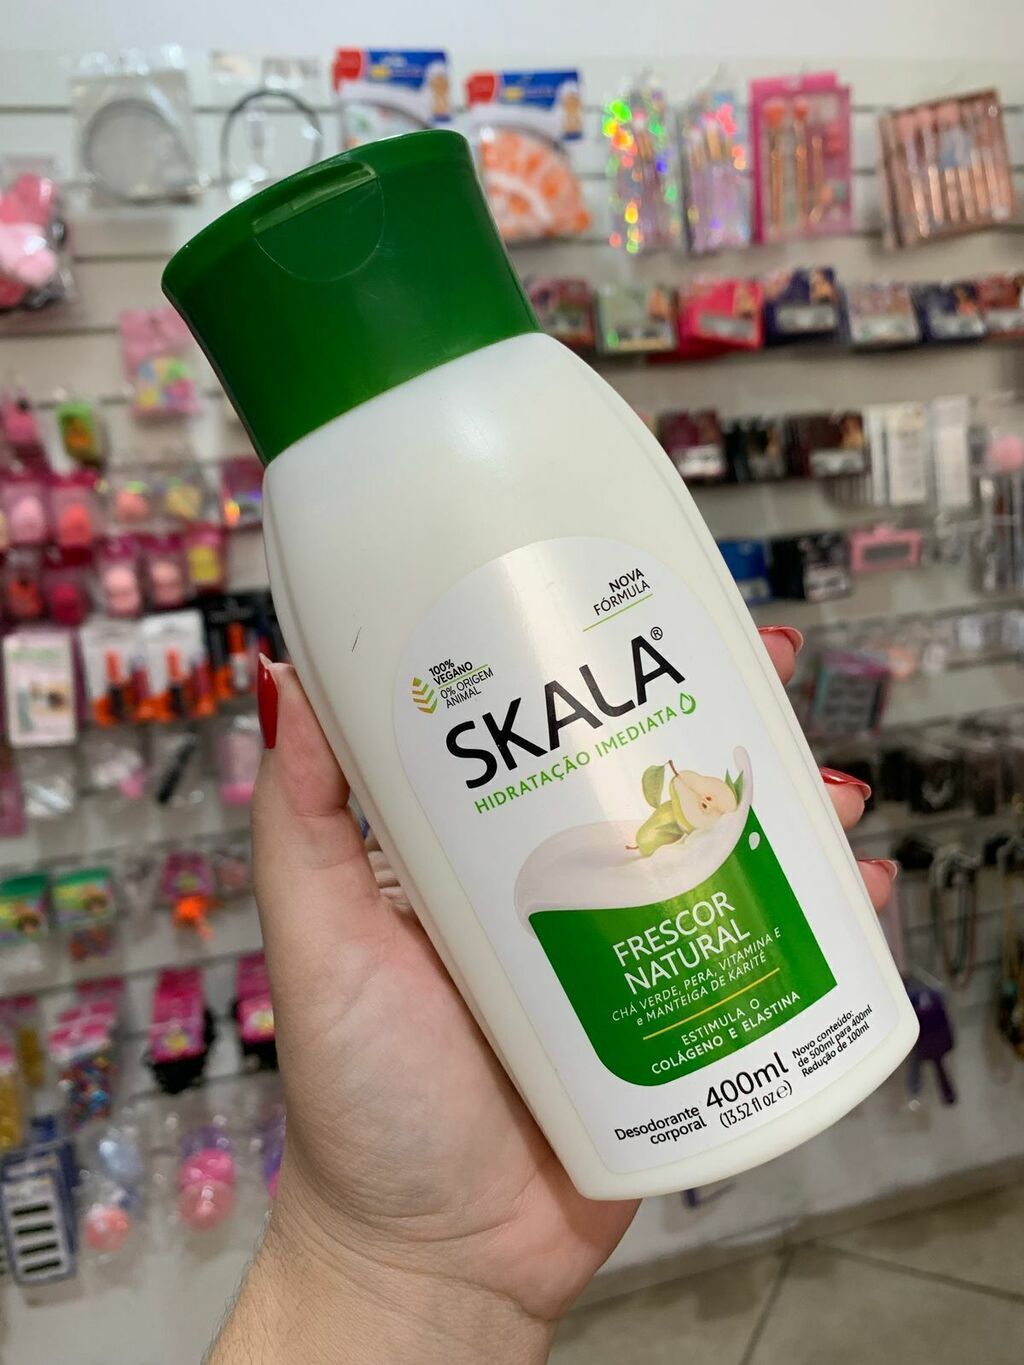 NOVA
FÓRMULA
100%
VEGANO
0% ORIGEM
ANIMAL
SKALA®
HIDRATAÇÃO IMEDIATA
FRESCOR
NATURAL
CHÁ VERDE, PERA, VITAMINA E
e MANTEIGA DE KARITÉ
ESTIMULA O
COLÁGENO E ELASTINA
Desodorante
corporal
400ml
(13.52 fl oz ℮)
Novo conteúdo:
de 500ml para 400ml
Redução de 100ml